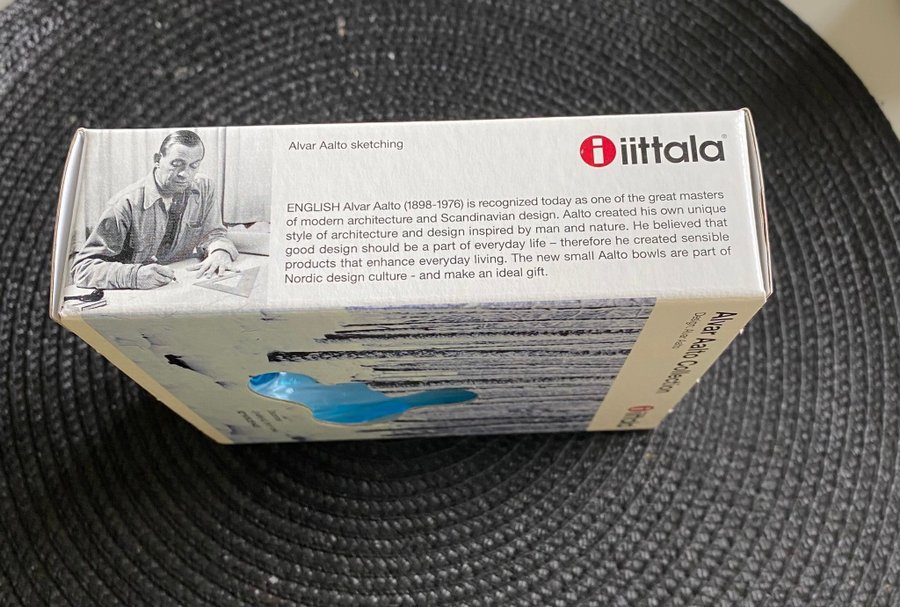 Alvar Aalto sketching
iittala
ENGLISH Alvar Aalto (1898-1976) is recognized today as one of the great masters
of modern architecture and Scandinavian design. Aalto created his own unique
style of architecture and design inspired by man and nature. He believed that
good design should be a part of everyday life – therefore he created sensible
products that enhance everyday living. The new small Aalto bowls are part of
Nordic design culture - and make an ideal gift.
Alvar Aalto Collection
Design Alvar Aalto
iittala